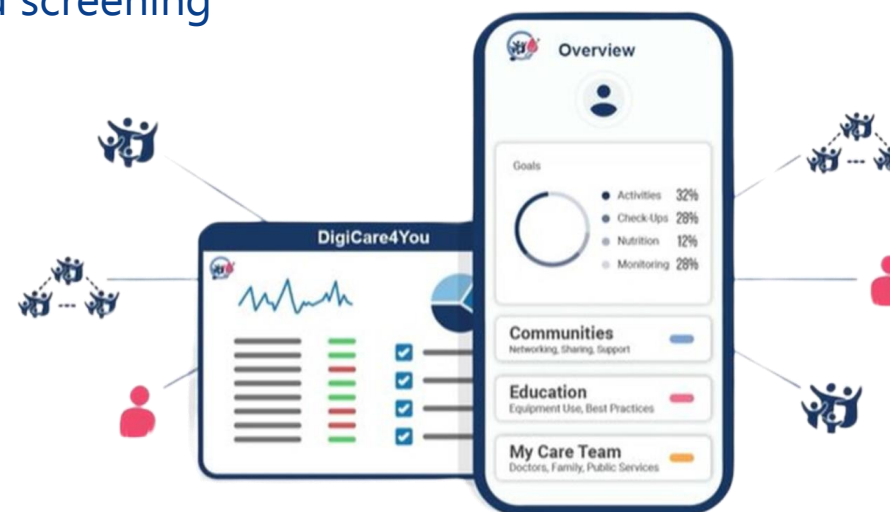 screening
Overview
Goals
Activities 32%
Check-Ups 28%
Nutrition 12%
Monitoring 28%
DigiCare4You
Communities
Networking, Sharing, Support
Education
Equipment Use, Best Practices
My Care Team
Doctors, Family, Public Services